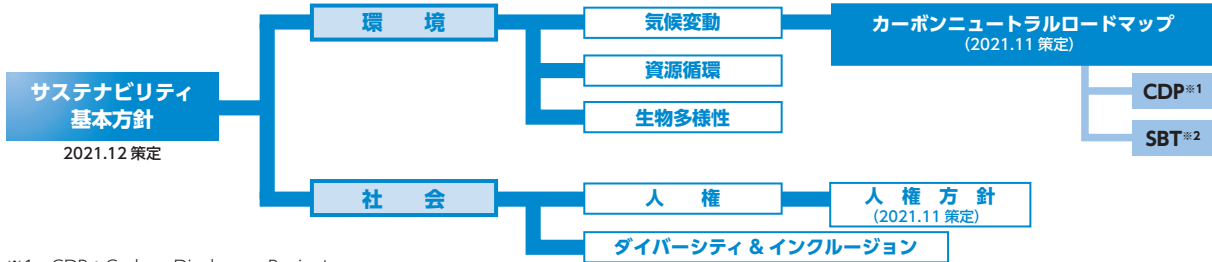 環 境
気候変動
カーボンニュートラルロードマップ
(2021.11 策定)
資源循環
CDP※1
サステナビリティ
基本方針
生物多様性
SBT※2
2021.12 策定
社 会
人 権
人 権 方 針
(2021.11 策定)
ダイバーシティ & インクルージョン